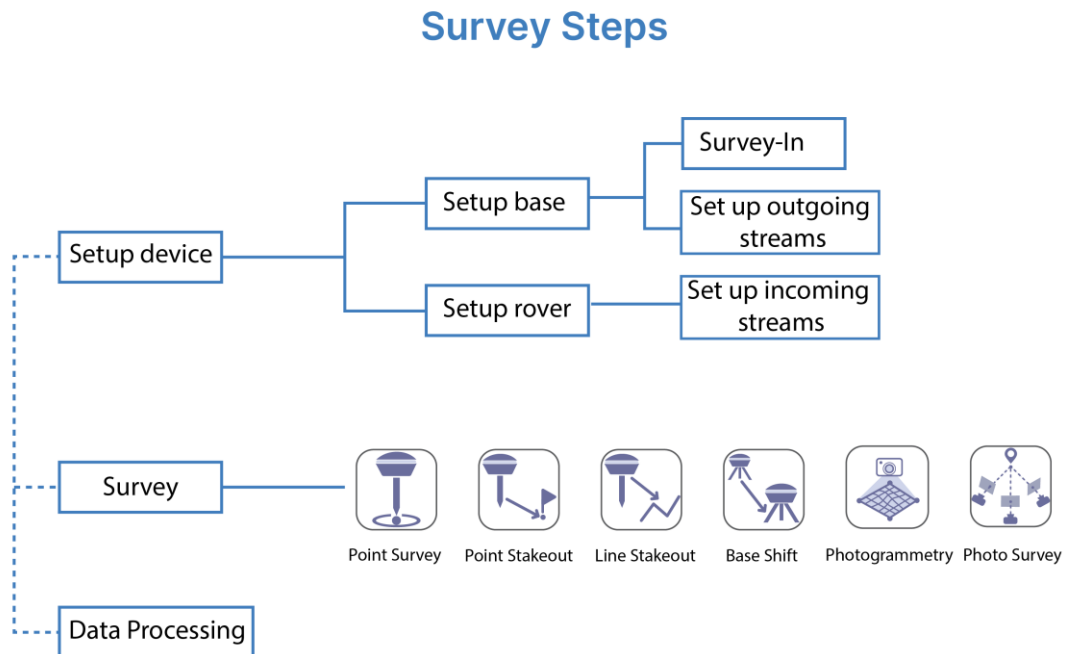 Survey Steps
Survey-In
Setup base
Set up outgoing
streams
Setup device
Setup rover
Set up incoming
streams
Survey
Point Survey
Point Stakeout
Line Stakeout
Base Shift
Photogrammetry
Photo Survey
Data Processing